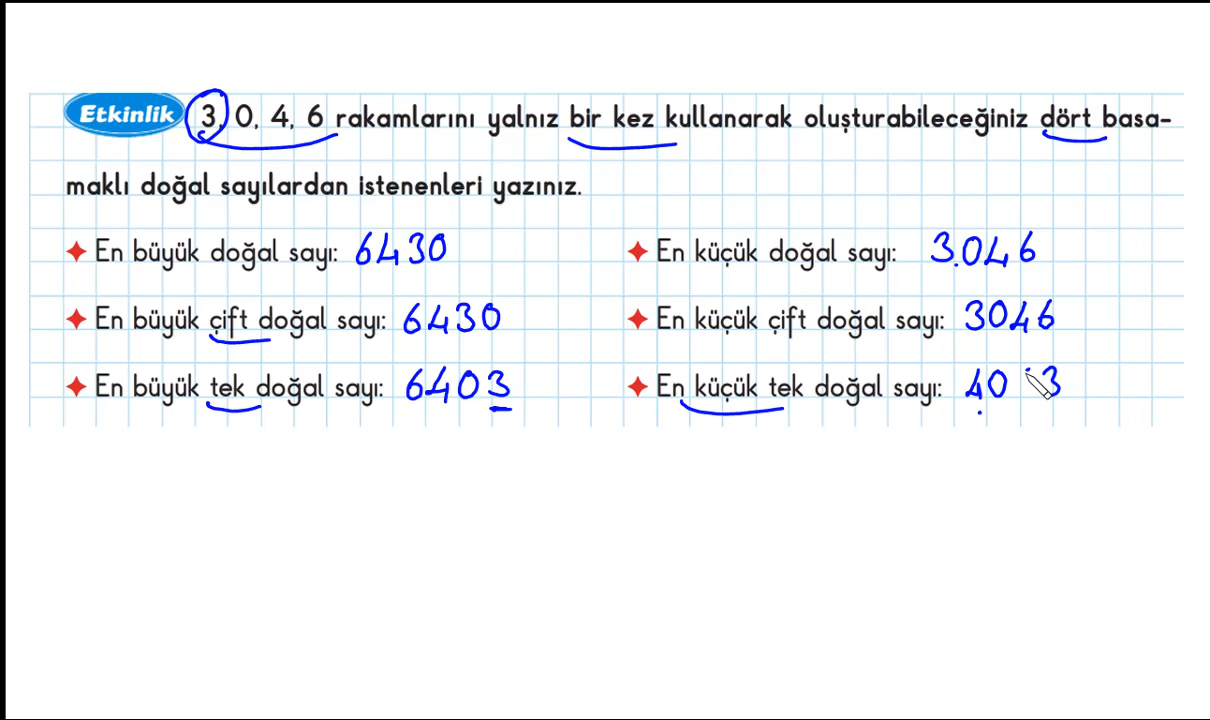 Etkinlik 3, 0, 4, 6 rakamlarını yalnız bir kez kullanarak oluşturabileceğiniz dört basa-
maklı doğal sayılardan istenenleri yazınız.
En büyük doğal sayı: 6430
En küçük doğal sayı: 3.046
En büyük çift doğal sayı: 6430
En küçük çift doğal sayı: 3046
En büyük tek doğal sayı: 6403
En küçük tek doğal sayı: 40 3